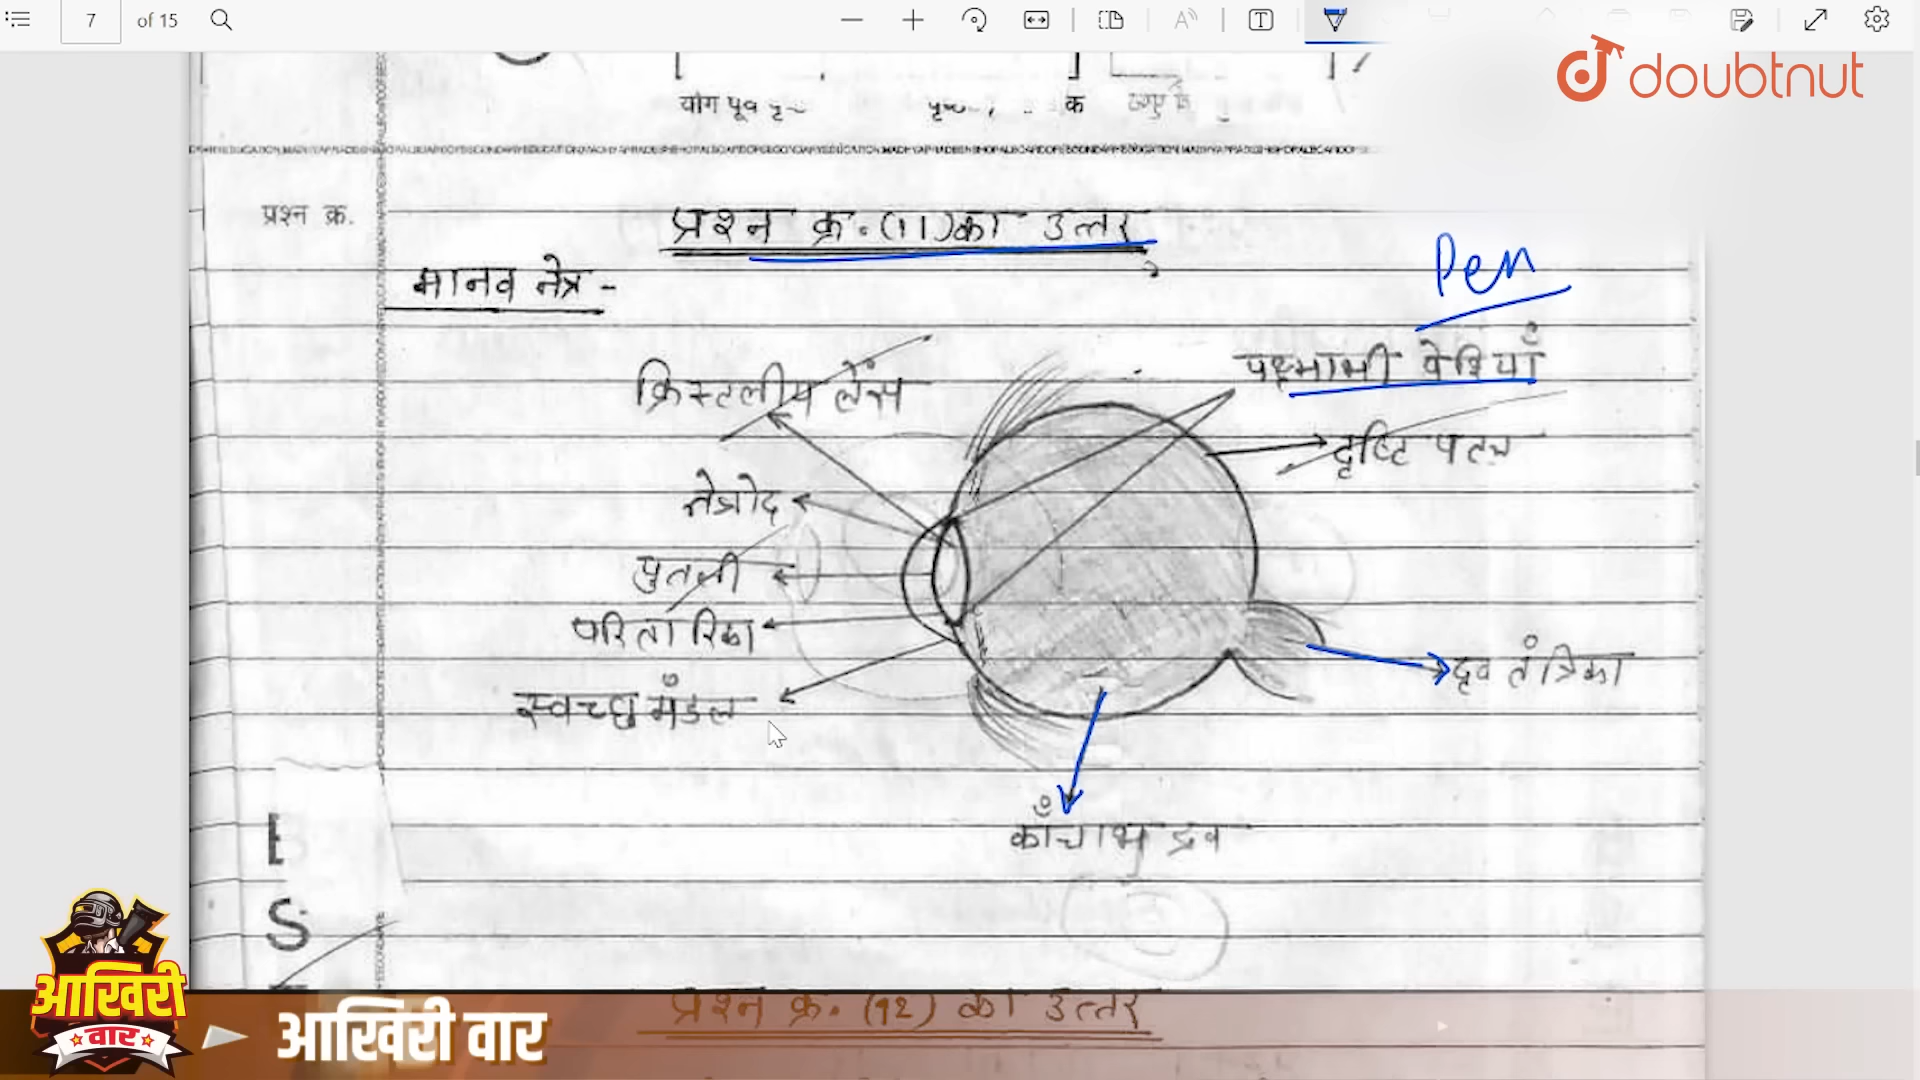 7 of 15
doubtnut
योग पूर्व पृ
क
प्रश्न क्र.
प्रश्न क्र. (11) का उत्तर
Pen
मानव नेत्र -
पक्ष्माभी पेशियाँ
क्रिस्टलीय लेंस
दृष्टि पटल
नेत्रोद
पुतली
परितारिका
दृक तंत्रिका
स्वच्छ मंडल
काँचाभ द्रव
S
प्रश्न क्र. (12) का उत्तर
आखिरी
वार
आखिरी वार